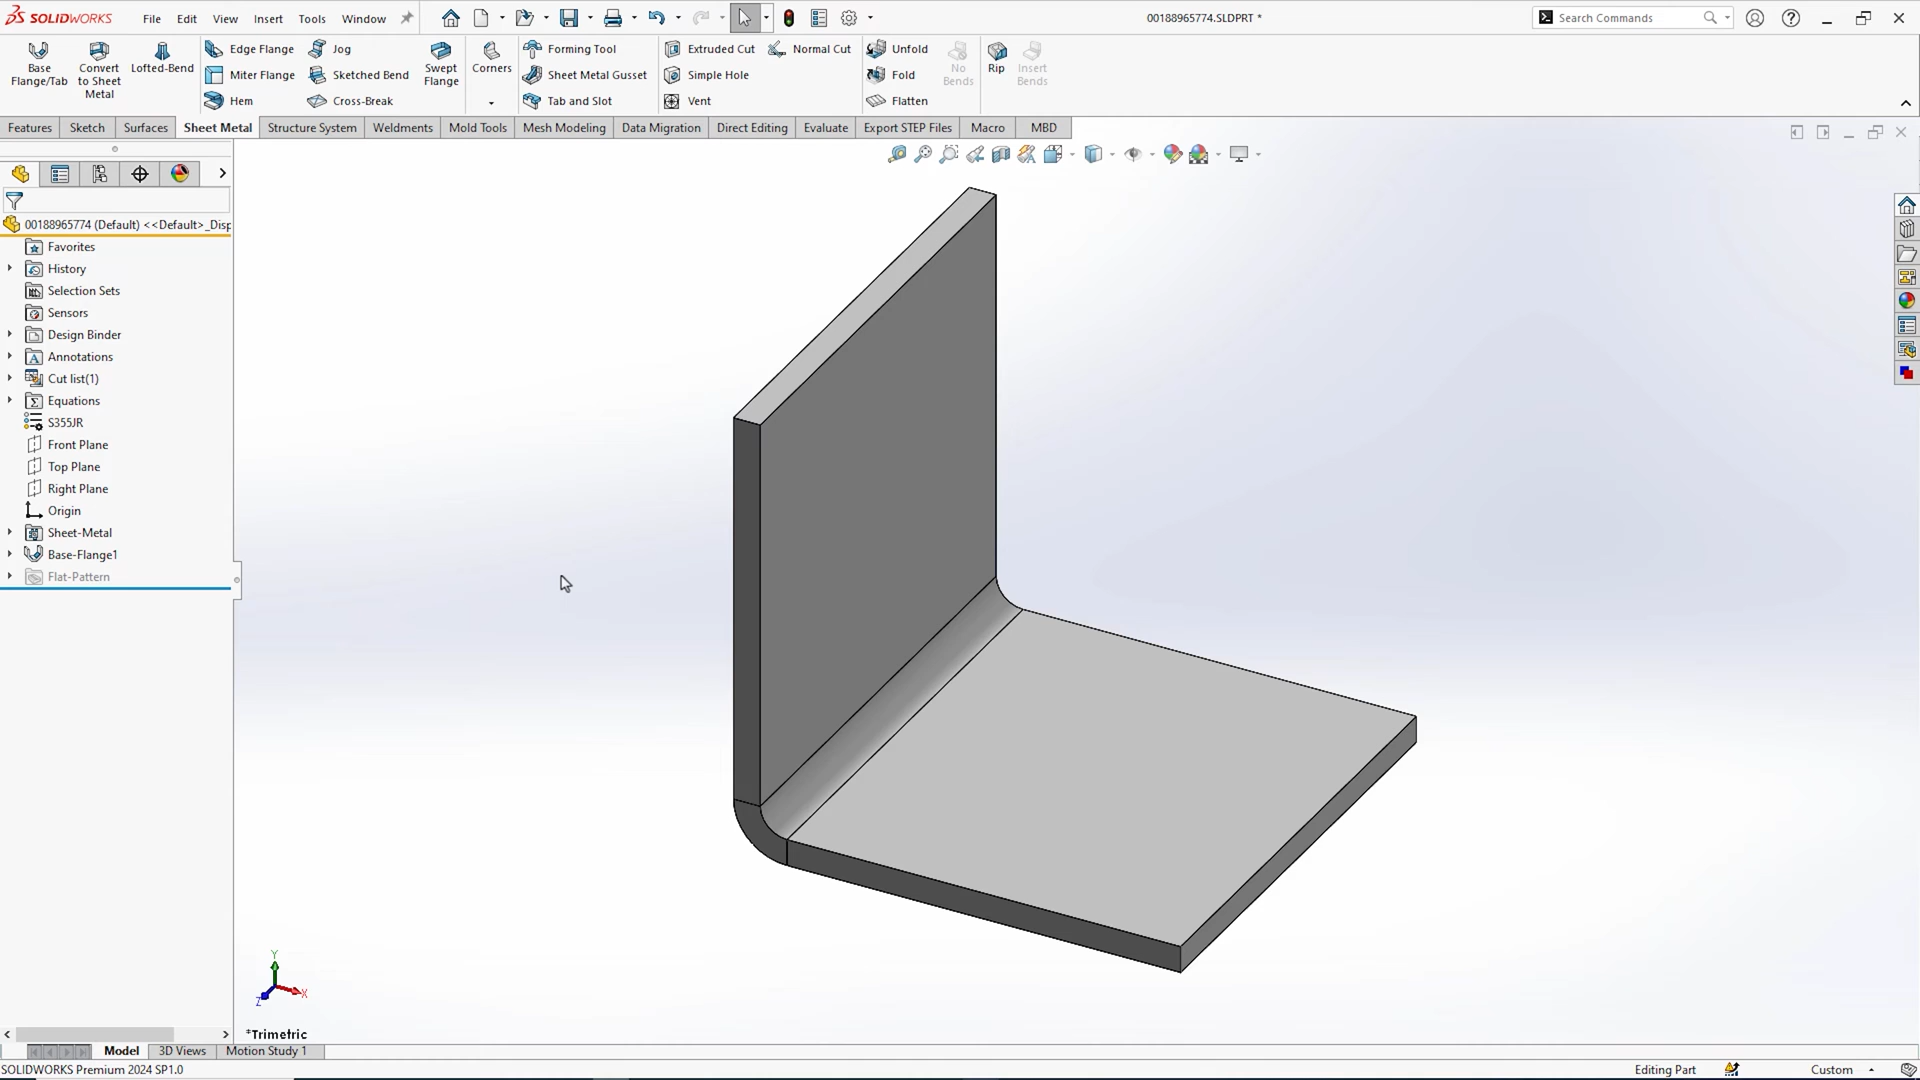 SOLIDWORKS File Edit View Insert Tools Window
00188965774.SLDPRT *
Search Commands
Base Flange/Tab
Convert to Sheet Metal
Lofted-Bend
Edge Flange
Miter Flange
Hem
Jog
Sketched Bend
Cross-Break
Swept Flange
Corners
Forming Tool
Sheet Metal Gusset
Tab and Slot
Extruded Cut
Simple Hole
Vent
Normal Cut
Unfold
Fold
Flatten
No Bends
Rip
Insert Bends
Features Sketch Surfaces Sheet Metal Structure System Weldments Mold Tools Mesh Modeling Data Migration Direct Editing Evaluate Export STEP Files Macro MBD
00188965774 (Default) <<Default>_Disp
Favorites
History
Selection Sets
Sensors
Design Binder
Annotations
Cut list(1)
Equations
S355JR
Front Plane
Top Plane
Right Plane
Origin
Sheet-Metal
Base-Flange1
Flat-Pattern
Y
X
Z
*Trimetric
Model 3D Views Motion Study 1
SOLIDWORKS Premium 2024 SP1.0
Editing Part
Custom